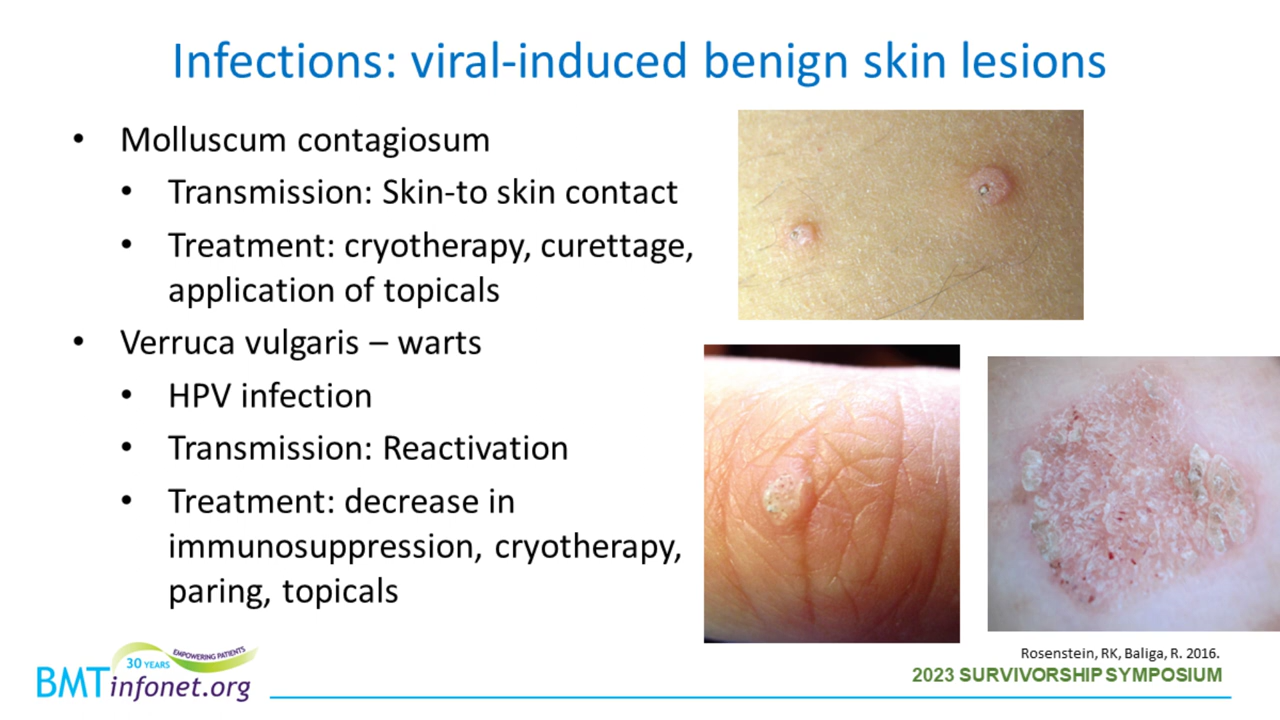 Infections: viral-induced benign skin lesions
• Molluscum contagiosum
• Transmission: Skin-to skin contact
• Treatment: cryotherapy, curettage,
application of topicals
• Verruca vulgaris – warts
• HPV infection
• Transmission: Reactivation
• Treatment: decrease in
immunosuppression, cryotherapy,
paring, topicals
30 YEARS
EMPOWERING PATIENTS
BMTinfonet.org
Rosenstein, RK, Baliga, R. 2016.
2023 SURVIVORSHIP SYMPOSIUM